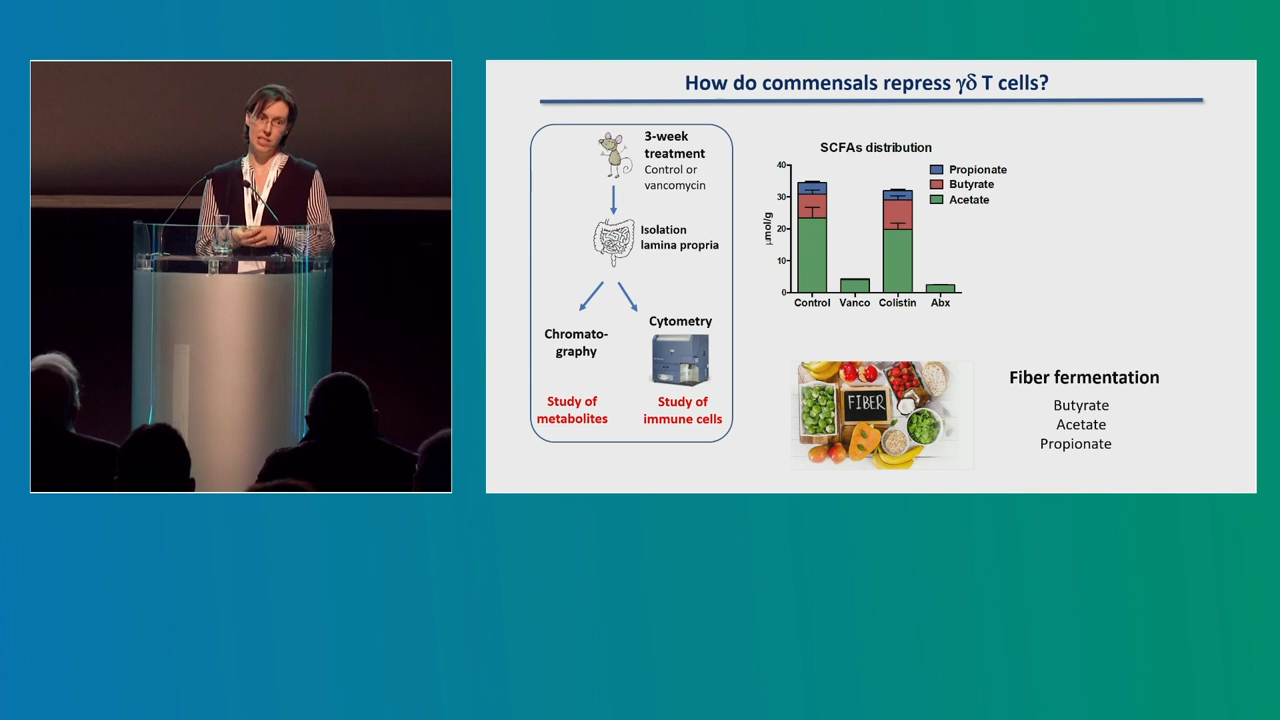 How do commensals repress γδ T cells?
3-week
treatment
Control or
vancomycin
Isolation
lamina propria
Chromato-
graphy
Cytometry
Study of
metabolites
Study of
immune cells
SCFAs distribution
μmol/g
40
30
20
10
0
Control Vanco Colistin Abx
Propionate
Butyrate
Acetate
FIBER
Fiber fermentation
Butyrate
Acetate
Propionate